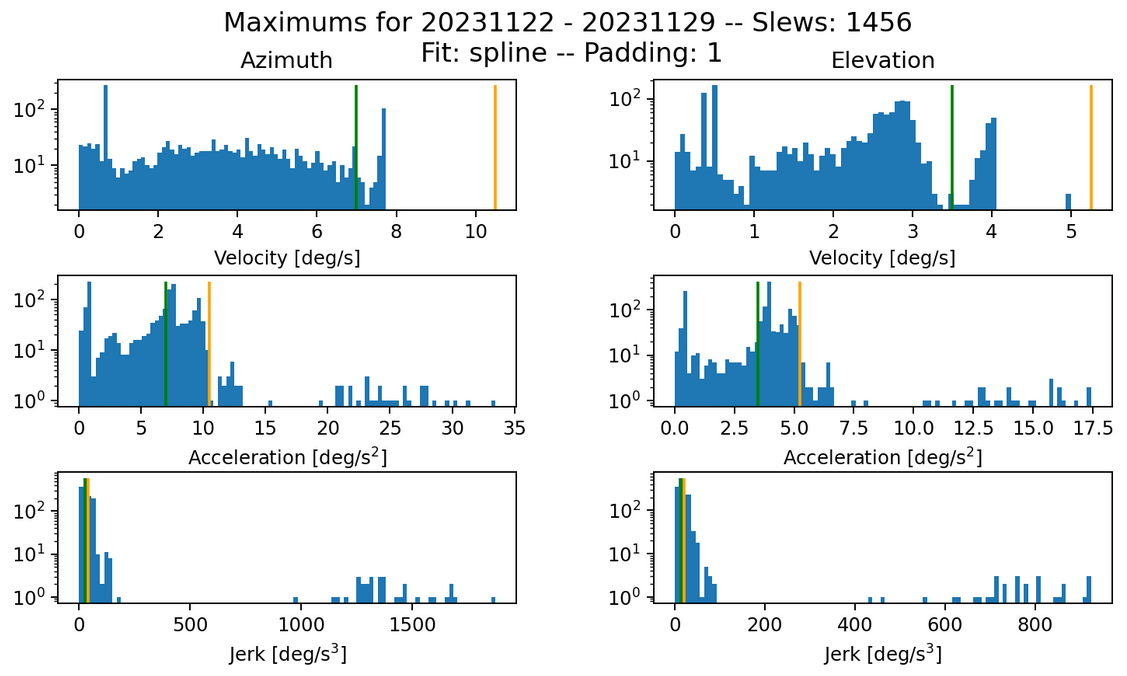 Maximums for 20231122 - 20231129 -- Slews: 1456
Fit: spline -- Padding: 1
Azimuth
Elevation
10²
10¹
0 2 4 6 8 10
Velocity [deg/s]
10²
10¹
0 1 2 3 4 5
Velocity [deg/s]
10²
10¹
10⁰
0 5 10 15 20 25 30 35
Acceleration [deg/s²]
10²
10¹
10⁰
0.0 2.5 5.0 7.5 10.0 12.5 15.0 17.5
Acceleration [deg/s²]
10²
10¹
10⁰
0 500 1000 1500
Jerk [deg/s³]
10²
10¹
10⁰
0 200 400 600 800
Jerk [deg/s³]